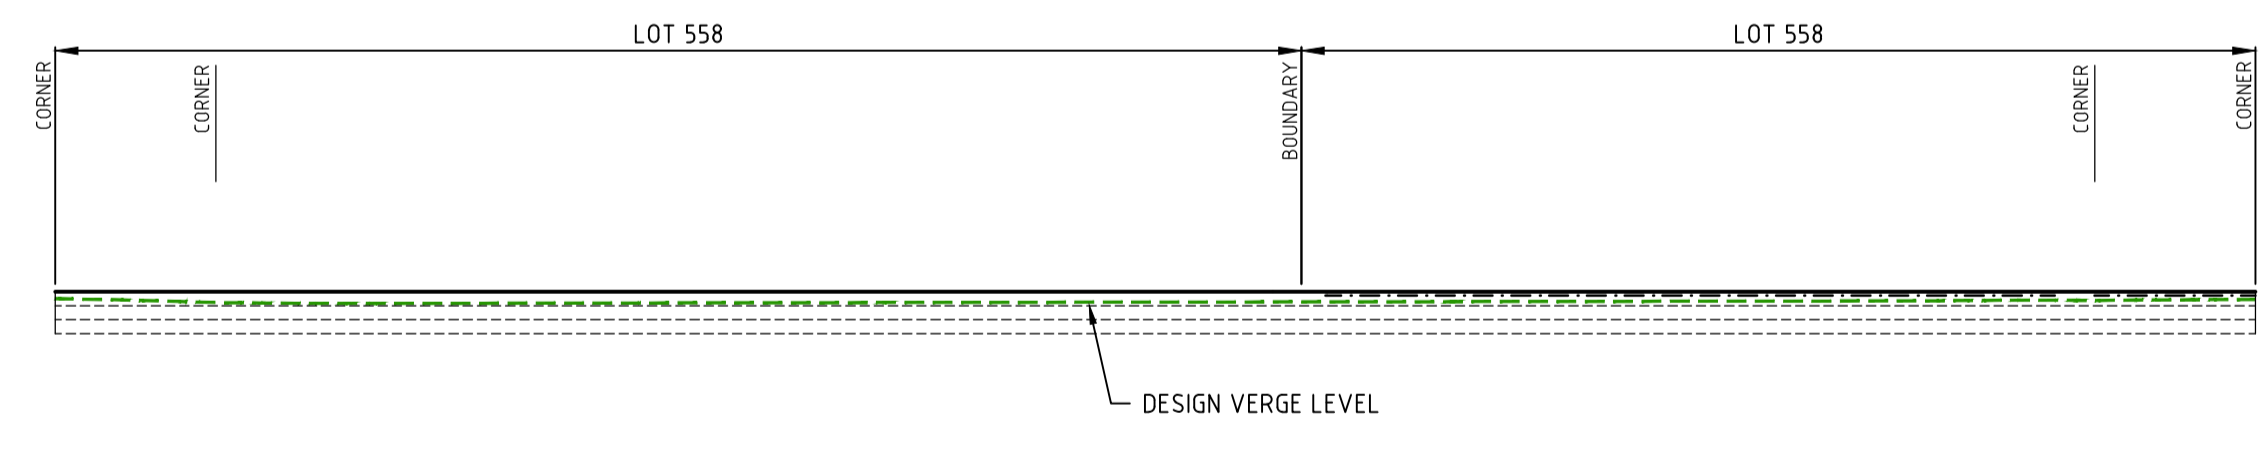 LOT 558
LOT 558
CORNER
CORNER
BOUNDARY
CORNER
CORNER
DESIGN VERGE LEVEL